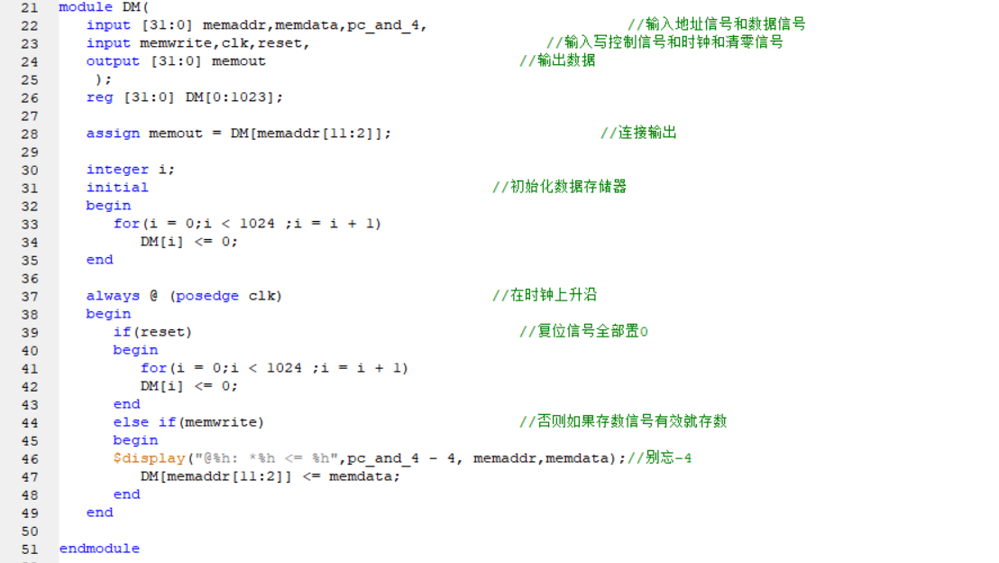 21 module DM(
22 input [31:0] memaddr,memdata,pc_and_4, //输入地址信号和数据信号
23 input memwrite,clk,reset, //输入写控制信号和时钟和清零信号
24 output [31:0] memout //输出数据
25 );
26 reg [31:0] DM[0:1023];
27
28 assign memout = DM[memaddr[11:2]]; //连接输出
29
30 integer i;
31 initial //初始化数据存储器
32 begin
33 for(i = 0;i < 1024 ;i = i + 1)
34 DM[i] <= 0;
35 end
36
37 always @ (posedge clk) //在时钟上升沿
38 begin
39 if(reset) //复位信号全部置0
40 begin
41 for(i = 0;i < 1024 ;i = i + 1)
42 DM[i] <= 0;
43 end
44 else if(memwrite) //否则如果存数信号有效就存数
45 begin
46 $display("@%h: *%h <= %h",pc_and_4 - 4, memaddr,memdata);//别忘-4
47 DM[memaddr[11:2]] <= memdata;
48 end
49 end
50
51 endmodule